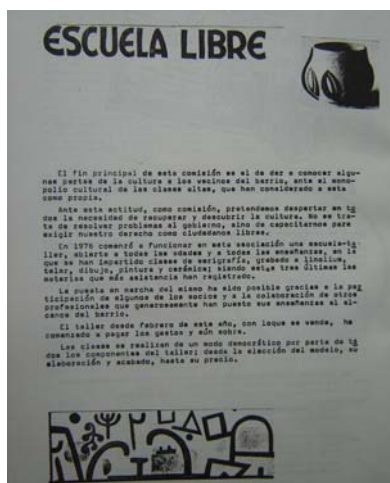 ESCUELA LIBRE
El fin principal de esta comisión es el de dar a conocer algu-
nas partes de la cultura a los vecinos del barrio, ante el mono-
polio cultural de las clases altas, que han considerado a esta
como propia.
Ante esta actitud, como comisión, pretendemos despertar en to
dos la necesidad de recuperar y descubrir la cultura. No se tra-
ta de resolver problemas al gobierno, sino de capacitarnos para
exigir nuestro derecho como ciudadanos libres.
En 1976 comenzó a funcionar en esta asociación una escuela-ta
ller, abierto a todas las edades y a todas las enseñanzas, en la
que se han impartido clases de serigrafía, grabado a linolium,
telar, dibujo, pintura y cerámica; siendo estas tres últimas las
materias que más asistencia han registrado.
La puesta en marcha del mismo ha sido posible gracias a la par
ticipación de algunos de los socios y a la colaboración de otros
profesionales que generosamente han puesto sus enseñanzas al al-
cance del barrio.
El taller desde febrero de este año, con loque se vende, ha
comenzado a pagar los gastos y aún sobra.
Las clases se realizan de un modo democrático por parte de to
dos los componentes del taller; desde la elección del modelo, su
elaboración y acabado, hasta su precio.